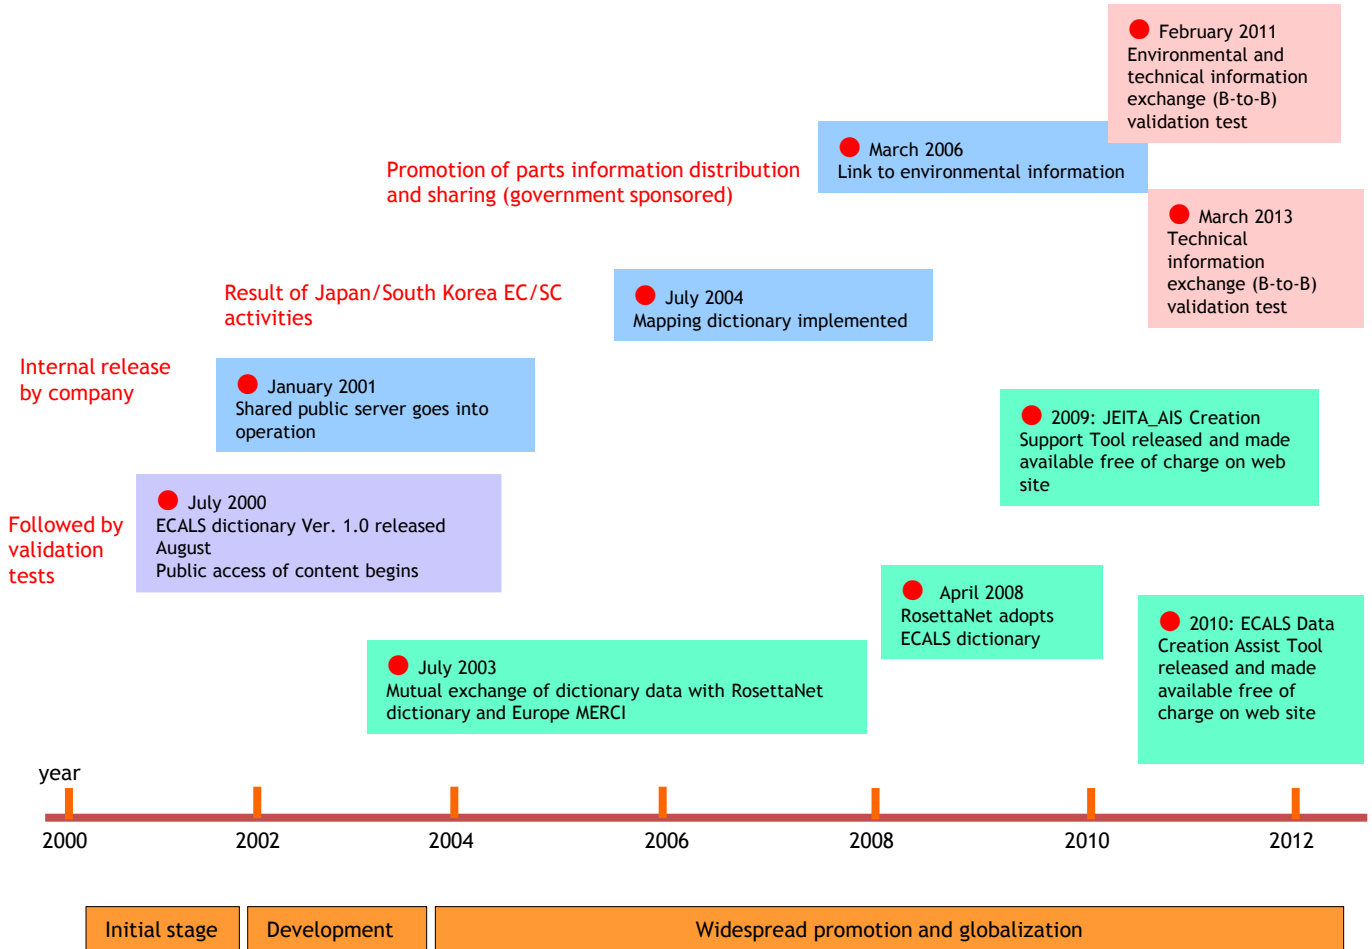 February 2011
Environmental and
technical information
exchange (B-to-B)
validation test
March 2006
Link to environmental information
Promotion of parts information distribution
and sharing (government sponsored)
March 2013
Technical
information
exchange (B-to-B)
validation test
July 2004
Mapping dictionary implemented
Result of Japan/South Korea EC/SC
activities
Internal release
by company
January 2001
Shared public server goes into
operation
2009: JEITA_AIS Creation
Support Tool released and made
available free of charge on web
site
July 2000
ECALS dictionary Ver. 1.0 released
August
Public access of content begins
Followed by
validation
tests
April 2008
RosettaNet adopts
ECALS dictionary
2010: ECALS Data
Creation Assist Tool
released and made
available free of
charge on web site
July 2003
Mutual exchange of dictionary data with RosettaNet
dictionary and Europe MERCI
year
2000 2002 2004 2006 2008 2010 2012
Initial stage Development Widespread promotion and globalization